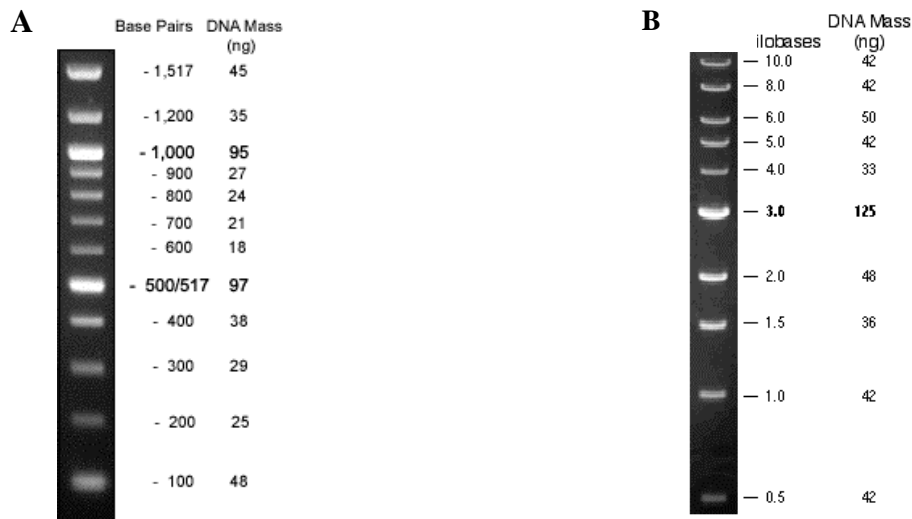 A
Base Pairs DNA Mass
(ng)
- 1,517 45
- 1,200 35
- 1,000 95
- 900 27
- 800 24
- 700 21
- 600 18
- 500/517 97
- 400 38
- 300 29
- 200 25
- 100 48
B
DNA Mass
ilobases (ng)
— 10.0 42
— 8.0 42
— 6.0 50
— 5.0 42
— 4.0 33
— 3.0 125
— 2.0 48
— 1.5 36
— 1.0 42
— 0.5 42